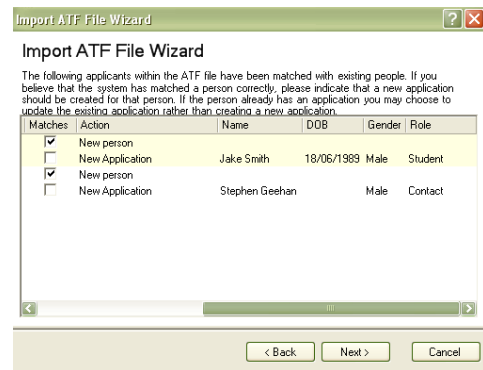 Import ATF File Wizard
Import ATF File Wizard
The following applicants within the ATF file have been matched with existing people. If you
believe that the system has matched a person correctly, please indicate that a new application
should be created for that person. If the person already has an application you may choose to
update the existing application rather than creating a new application.
Matches Action Name DOB Gender Role
New person
New Application Jake Smith 18/06/1989 Male Student
New person
New Application Stephen Geehan Male Contact
< Back Next > Cancel